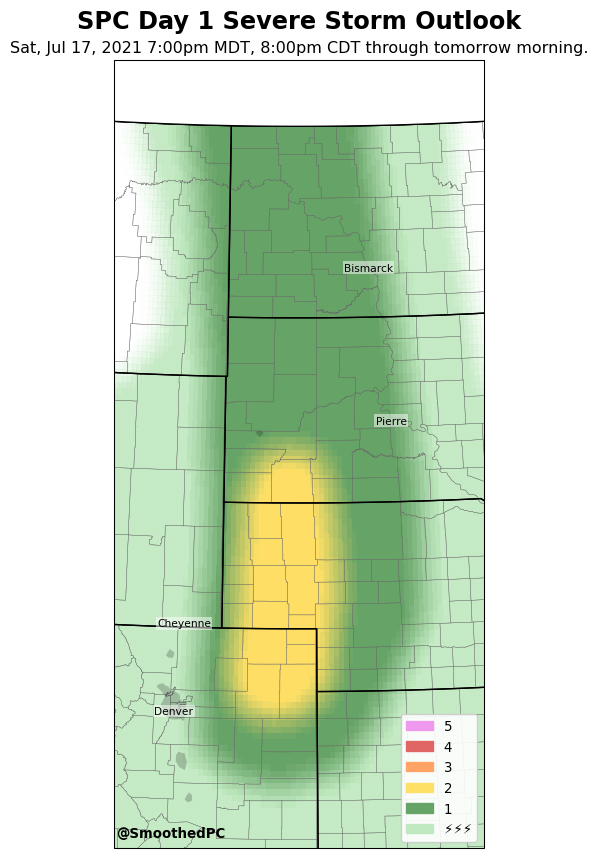 SPC Day 1 Severe Storm Outlook
Sat, Jul 17, 2021 7:00pm MDT, 8:00pm CDT through tomorrow morning.
Bismarck
Pierre
Cheyenne
Denver
5
4
3
2
1
⚡⚡⚡
@SmoothedPC